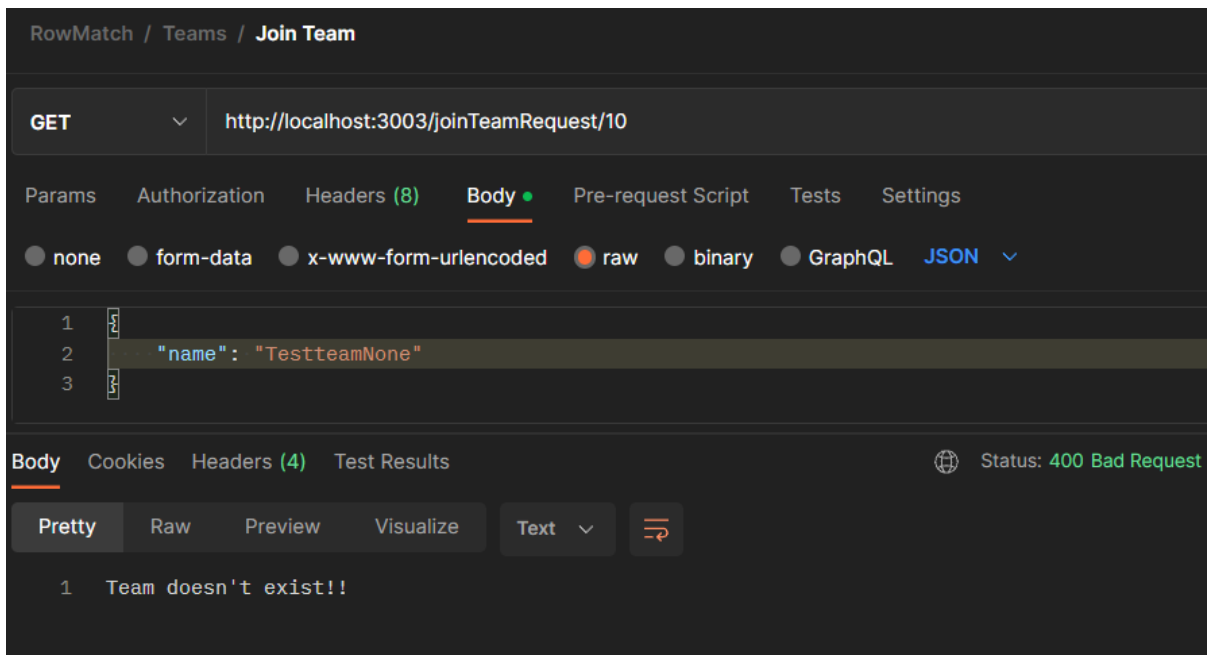 RowMatch / Teams / Join Team
GET http://localhost:3003/joinTeamRequest/10
Params Authorization Headers (8) Body Pre-request Script Tests Settings
none form-data x-www-form-urlencoded raw binary GraphQL JSON
1 {
2 "name": "TestteamNone"
3 }
Body Cookies Headers (4) Test Results Status: 400 Bad Request
Pretty Raw Preview Visualize Text
1 Team doesn't exist!!